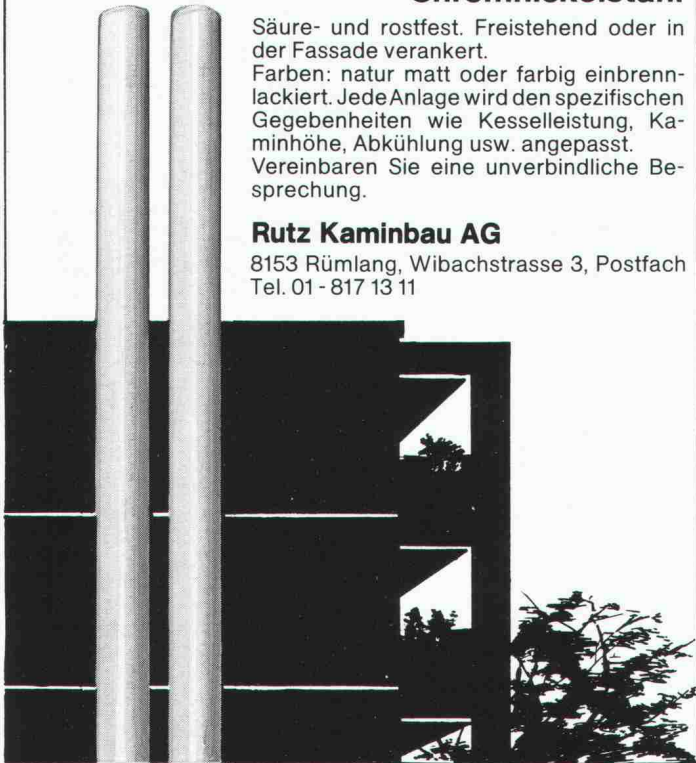 Säure- und rostfest. Freistehend oder in
der Fassade verankert.
Farben: natur matt oder farbig einbrenn-
lackiert. Jede Anlage wird den spezifischen
Gegebenheiten wie Kesselleistung, Ka-
minhöhe, Abkühlung usw. angepasst.
Vereinbaren Sie eine unverbindliche Be-
sprechung.
Rutz Kaminbau AG
8153 Rümlang, Wibachstrasse 3, Postfach
Tel. 01 - 817 13 11